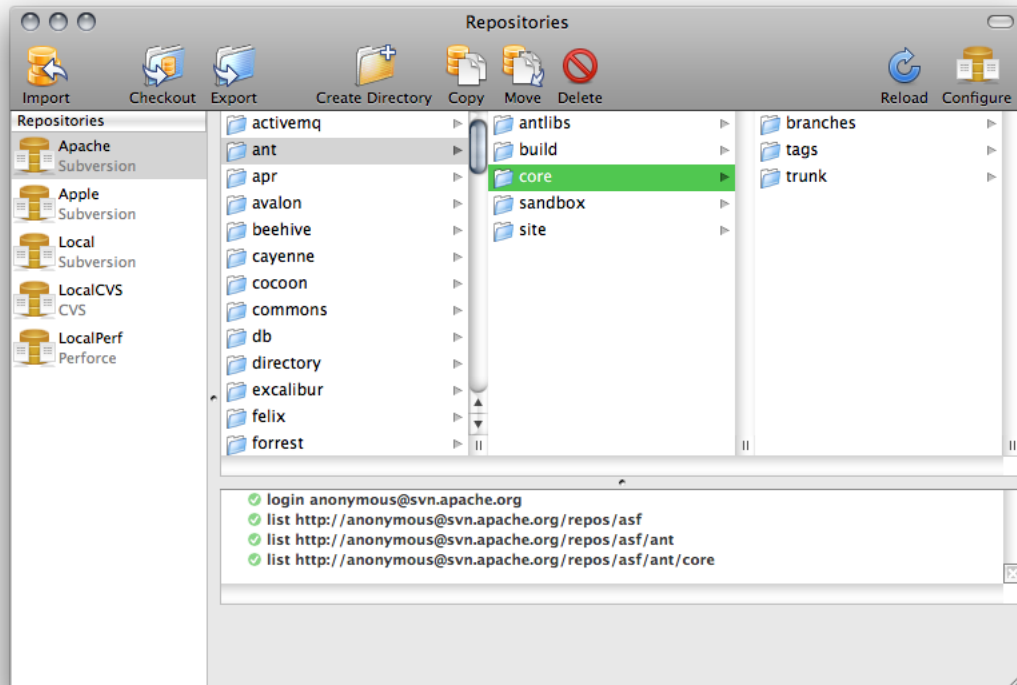 Repositories
Import Checkout Export Create Directory Copy Move Delete Reload Configure
Repositories
Apache
Subversion
Apple
Subversion
Local
Subversion
LocalCVS
CVS
LocalPerf
Perforce
activemq
ant
apr
avalon
beehive
cayenne
cocoon
commons
db
directory
excalibur
felix
forrest
antlibs
build
core
sandbox
site
branches
tags
trunk
login anonymous@svn.apache.org
list http://anonymous@svn.apache.org/repos/asf
list http://anonymous@svn.apache.org/repos/asf/ant
list http://anonymous@svn.apache.org/repos/asf/ant/core